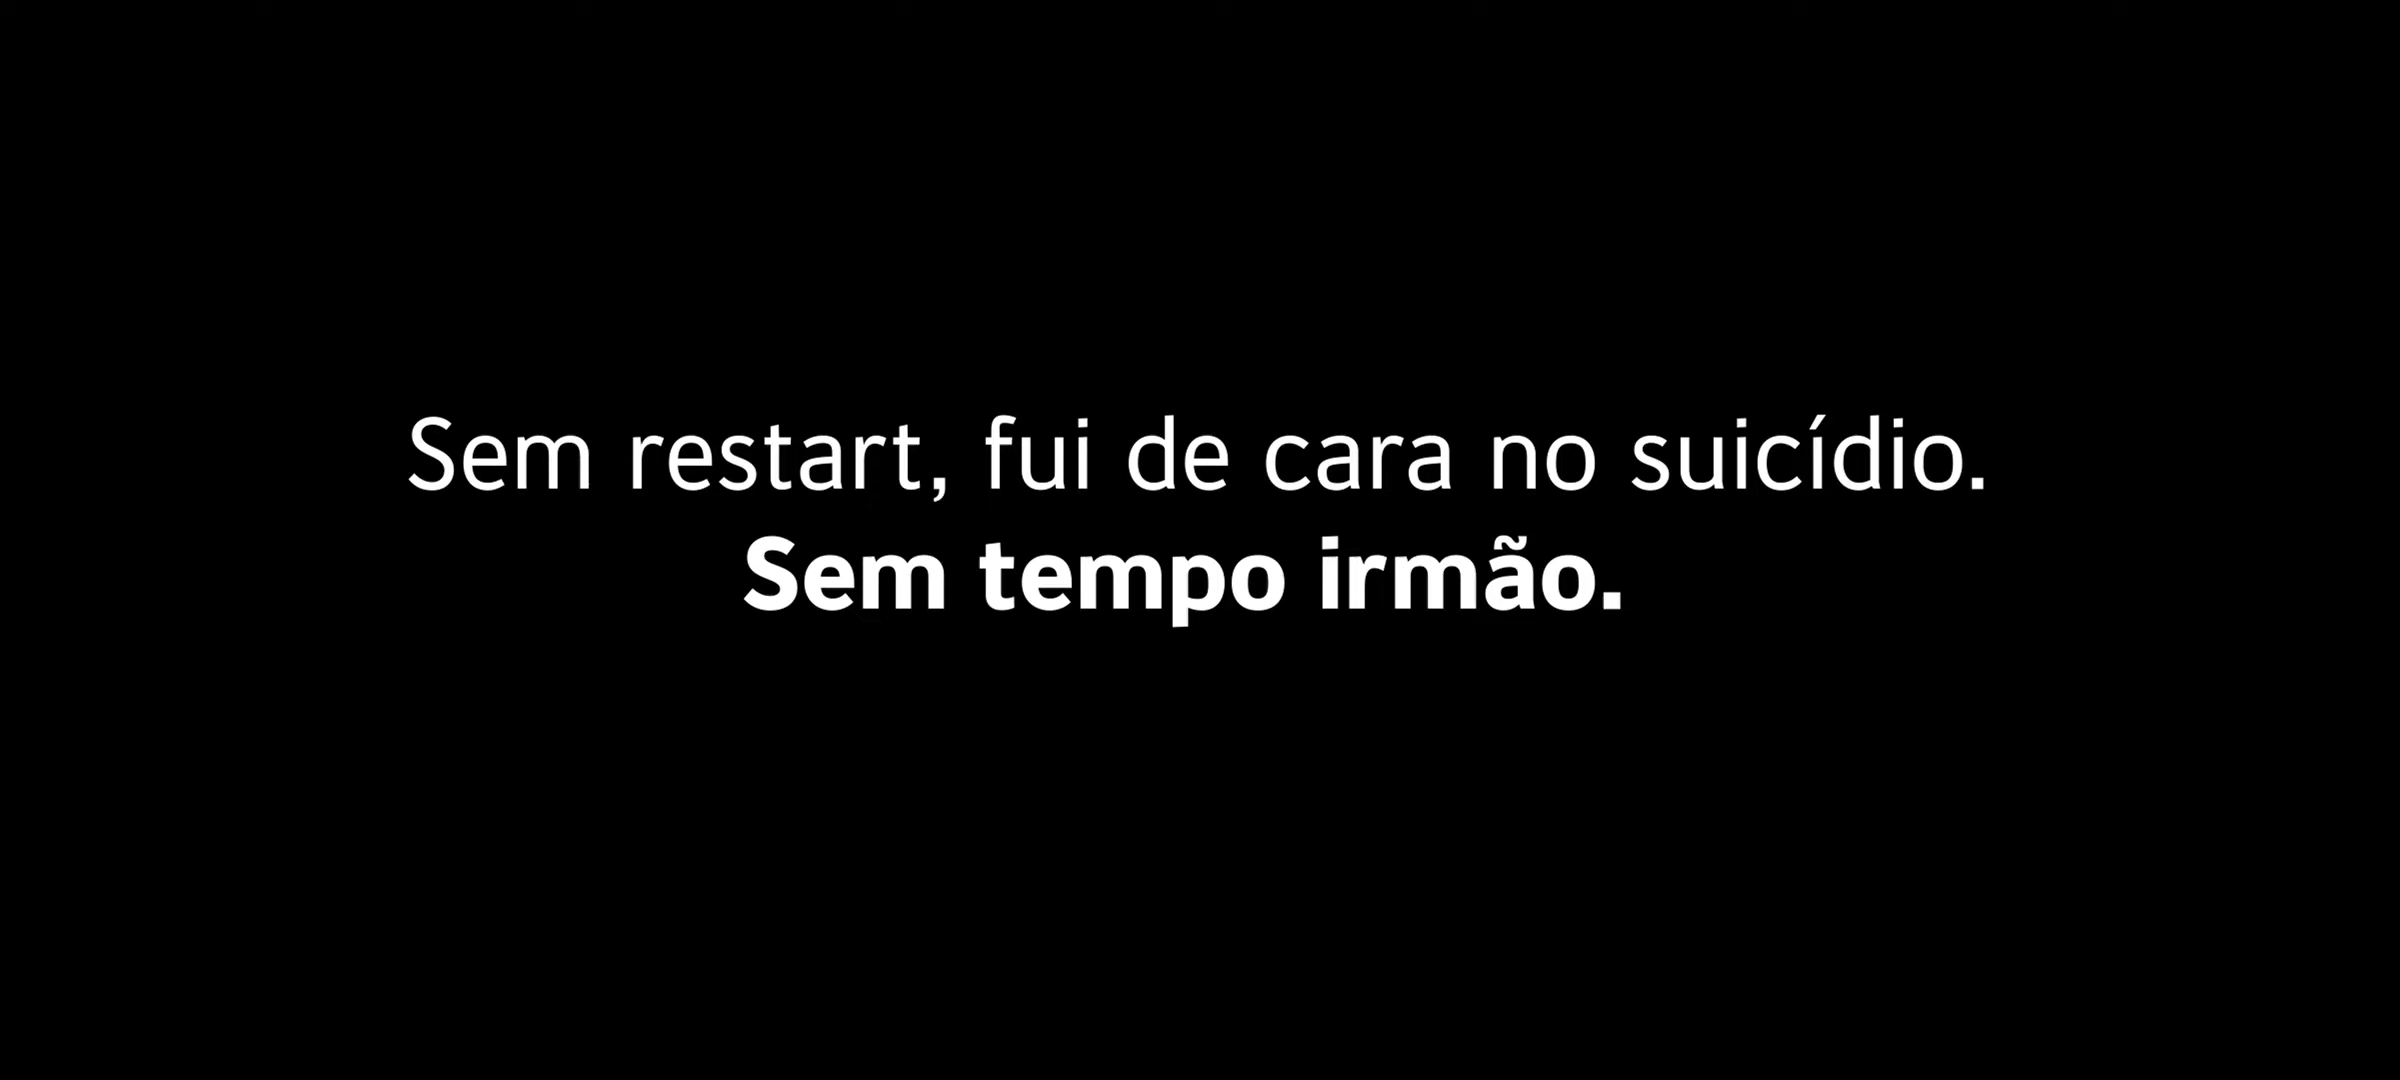 Sem restart, fui de cara no suicídio.
Sem tempo irmão.